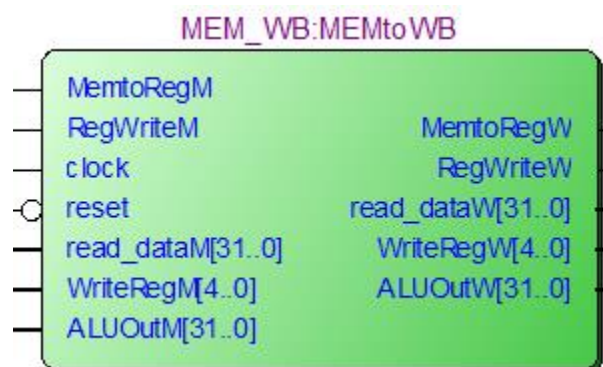 MEM_WB:MEMtoWB
MemtoRegM
RegWriteM
clock
reset
read_dataM[31..0]
WriteRegM[4..0]
ALUOutM[31..0]
MemtoRegW
RegWriteW
read_dataW[31..0]
WriteRegW[4..0]
ALUOutW[31..0]